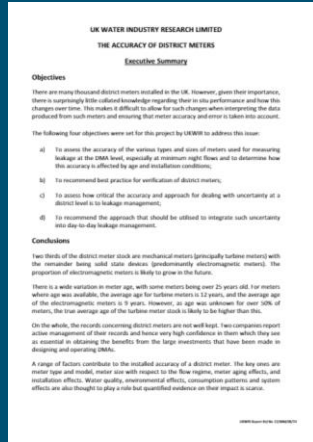 UK WATER INDUSTRY RESEARCH LIMITED
THE ACCURACY OF DISTRICT METERS
Executive Summary
Objectives
There are many thousand district meters installed in the UK. However, given their importance,
there is surprisingly little collated knowledge regarding their in situ performance and how this
changes over time. This makes it difficult to allow for such changes when interpreting the data
produced from such meters and ensuring that meter accuracy and error is taken into account.
The following four objectives were set for this project by UKWIR to address this issue:
a) To assess the accuracy of the various types and sizes of meters used for measuring
leakage at the DMA level, especially at minimum night flows and to determine how
this accuracy is affected by age and installation conditions;
b) To recommend best practice for verification of district meters;
c) To assess how critical the accuracy and approach for dealing with uncertainty at a
district level is to leakage management;
d) To recommend the approach that should be utilised to integrate such uncertainty
into day-to-day leakage management.
Conclusions
Two thirds of the district meter stock are mechanical meters (principally turbine meters) with
the remainder being solid state devices (predominantly electromagnetic meters). The
proportion of electromagnetic meters is likely to grow in the future.
There is a wide variation in meter age, with some meters being over 25 years old. For meters
where age was available, the average age for turbine meters is 12 years, and the average age
of the electromagnetic meters is 9 years. However, as age was unknown for over 50% of
meters, the true average age of the turbine meter stock is likely to be higher than this.
On the whole, the records concerning district meters are not well kept. Two companies report
active management of their records and hence very high confidence in them which they see
as essential in obtaining the benefits from the large investments that have been made in
designing and operating DMAs.
A range of factors contribute to the installed accuracy of a district meter. The key ones are
meter type and model, meter size with respect to the flow regime, meter aging effects, and
installation effects. Water quality, environmental effects, consumption patterns and system
effects are also thought to play a role but quantified evidence on their impact is scarce.